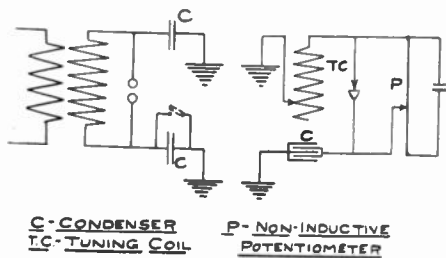 C
C
TC
P
C
C-CONDENSER
T.C.-TUNING COIL
P-NON-INDUCTIVE
POTENTIOMETER